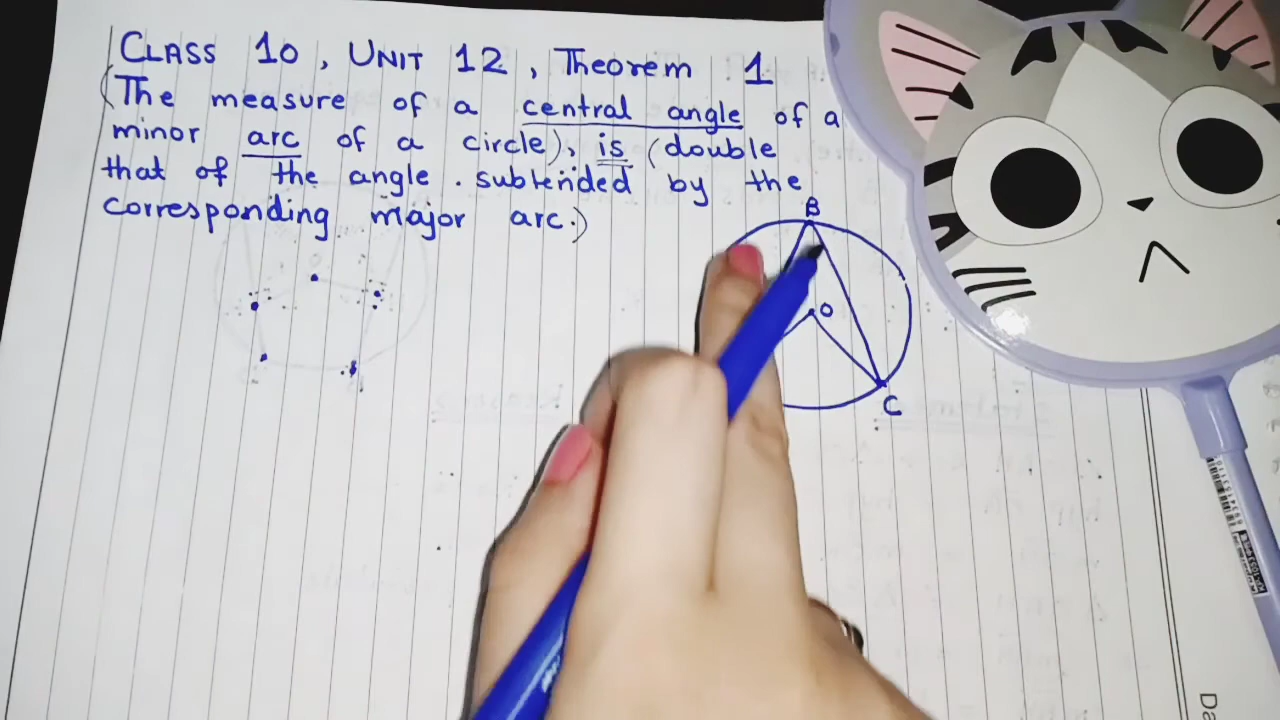 CLASS 10, UNIT 12, Theorem 1
(The measure of a central angle of a
minor arc of a circle), is (double
that of the angle subtended by the
corresponding major arc.)
B
O
C
Da